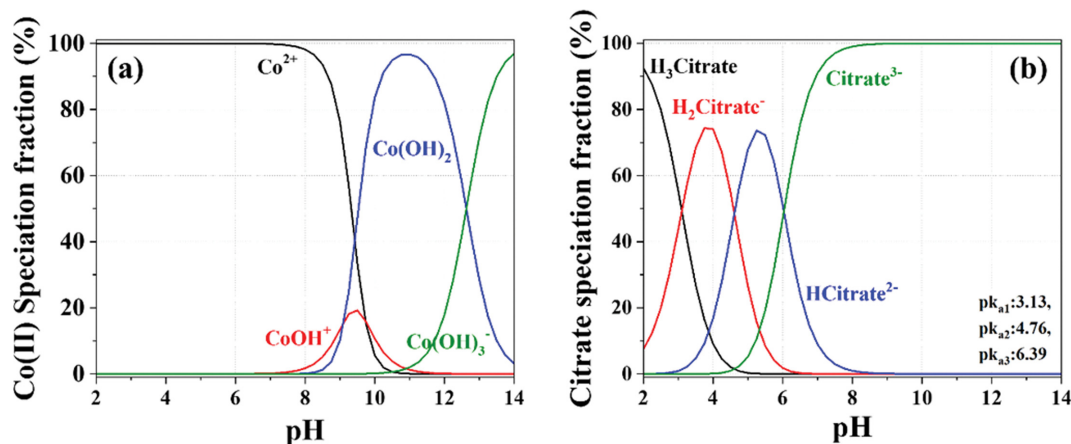 Co(II) Speciation fraction (%)
100
80
60
40
20
0
(a)
Co²⁺
Co(OH)₂
CoOH⁺
Co(OH)₃⁻
2 4 6 8 10 12 14
pH
Citrate speciation fraction (%)
100
80
60
40
20
0
(b)
H₃Citrate
Citrate³⁻
H₂Citrate⁻
HCitrate²⁻
pkₐ₁:3.13,
pkₐ₂:4.76,
pkₐ₃:6.39
2 4 6 8 10 12 14
pH